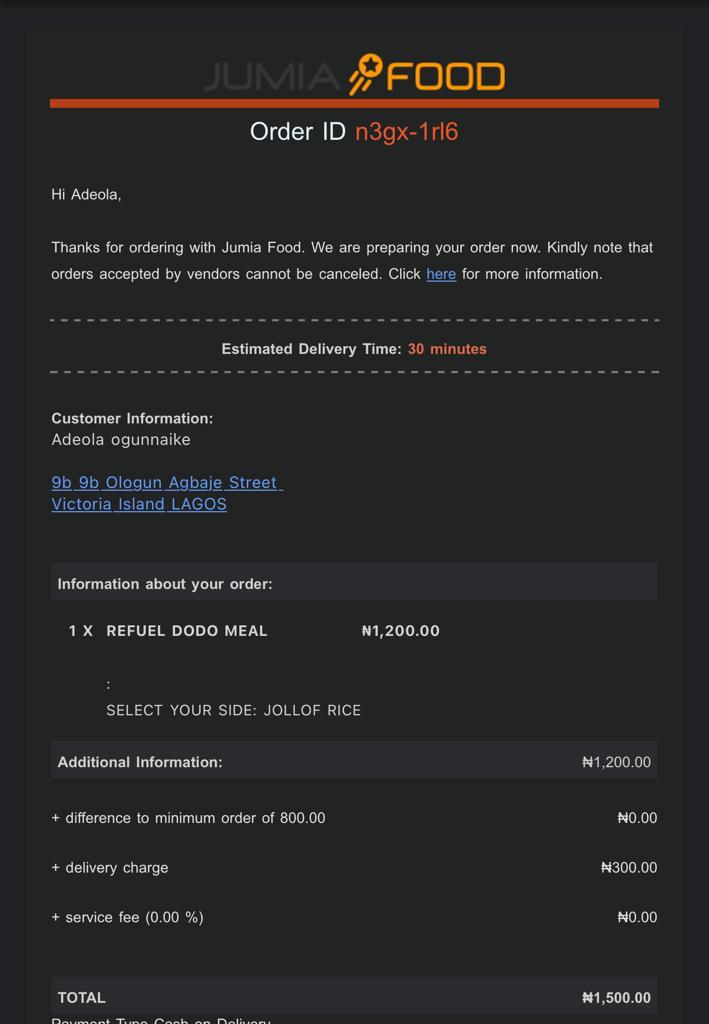 JUMIA FOOD
Order ID n3gx-1rl6
Hi Adeola,
Thanks for ordering with Jumia Food. We are preparing your order now. Kindly note that
orders accepted by vendors cannot be canceled. Click here for more information.
Estimated Delivery Time: 30 minutes
Customer Information:
Adeola ogunnaike
9b 9b Ologun Agbaje Street
Victoria Island LAGOS
Information about your order:
1 X REFUEL DODO MEAL ₦1,200.00
:
SELECT YOUR SIDE: JOLLOF RICE
Additional Information: ₦1,200.00
+ difference to minimum order of 800.00 ₦0.00
+ delivery charge ₦300.00
+ service fee (0.00 %) ₦0.00
TOTAL ₦1,500.00
Payment Type Cash on Delivery